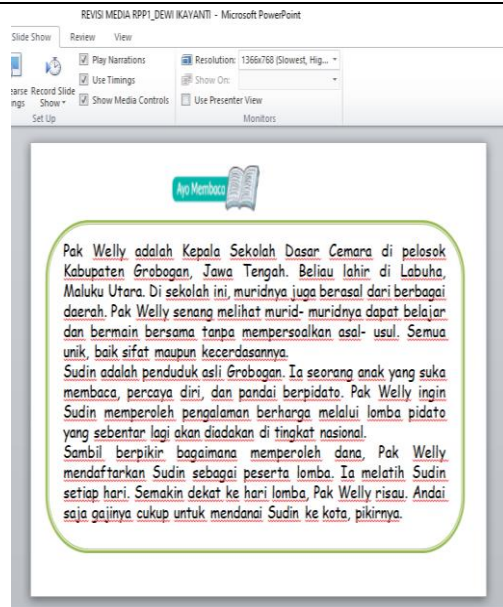 REVISI MEDIA RPP1_DEWI IKAYANTI - Microsoft PowerPoint
Slide Show Review View
Play Narrations Resolution: 1366x768 (Slowest, Hig...
Use Timings Show On:
Record Slide Show Show Media Controls Use Presenter View
Set Up Monitors
Ayo Membaca
Pak Welly adalah Kepala Sekolah Dasar Cemara di pelosok
Kabupaten Grobogan, Jawa Tengah. Beliau lahir di Labuha,
Maluku Utara. Di sekolah ini, muridnya juga berasal dari berbagai
daerah. Pak Welly senang melihat murid- muridnya dapat belajar
dan bermain bersama tanpa mempersoalkan asal- usul. Semua
unik, baik sifat maupun kecerdasannya.
Sudin adalah penduduk asli Grobogan. Ia seorang anak yang suka
membaca, percaya diri, dan pandai berpidato. Pak Welly ingin
Sudin memperoleh pengalaman berharga melalui lomba pidato
yang sebentar lagi akan diadakan di tingkat nasional.
Sambil berpikir bagaimana memperoleh dana, Pak Welly
mendaftarkan Sudin sebagai peserta lomba. Ia melatih Sudin
setiap hari. Semakin dekat ke hari lomba, Pak Welly risau. Andai
saja gajinya cukup untuk mendanai Sudin ke kota, pikirnya.